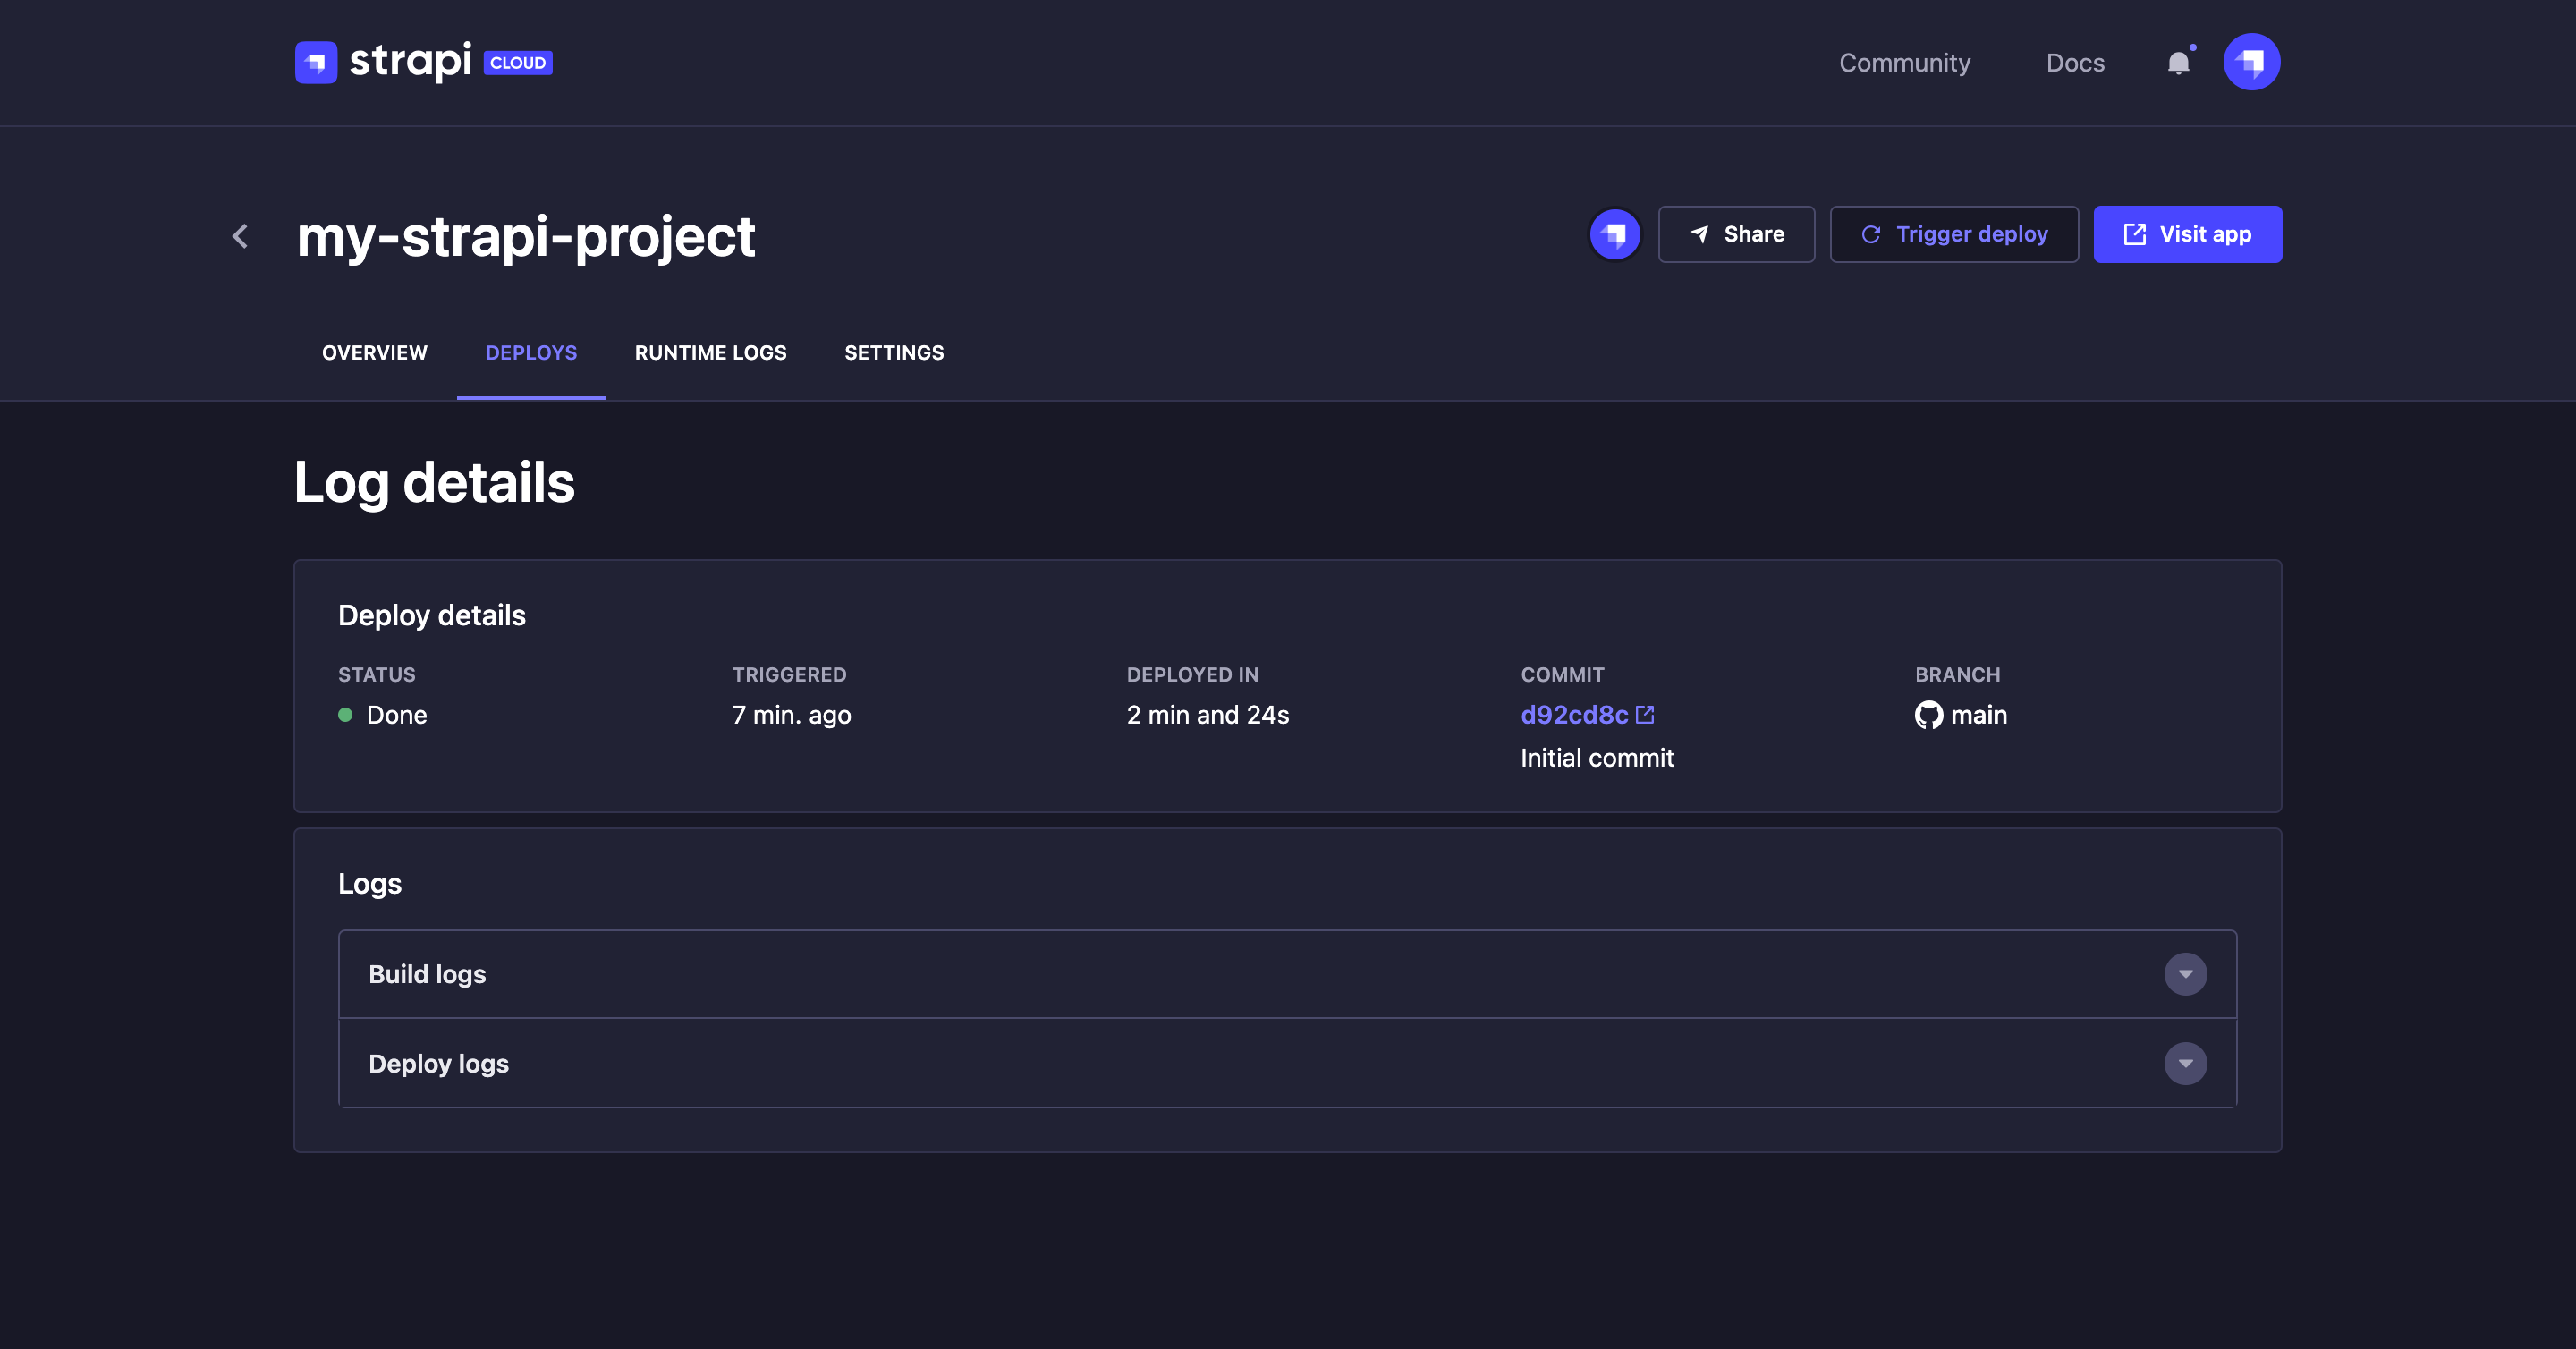 strapi CLOUD
Community Docs
my-strapi-project
Share Trigger deploy Visit app
OVERVIEW DEPLOYS RUNTIME LOGS SETTINGS
Log details
Deploy details
STATUS TRIGGERED DEPLOYED IN COMMIT BRANCH
Done 7 min. ago 2 min and 24s d92cd8c main
Initial commit
Logs
Build logs
Deploy logs